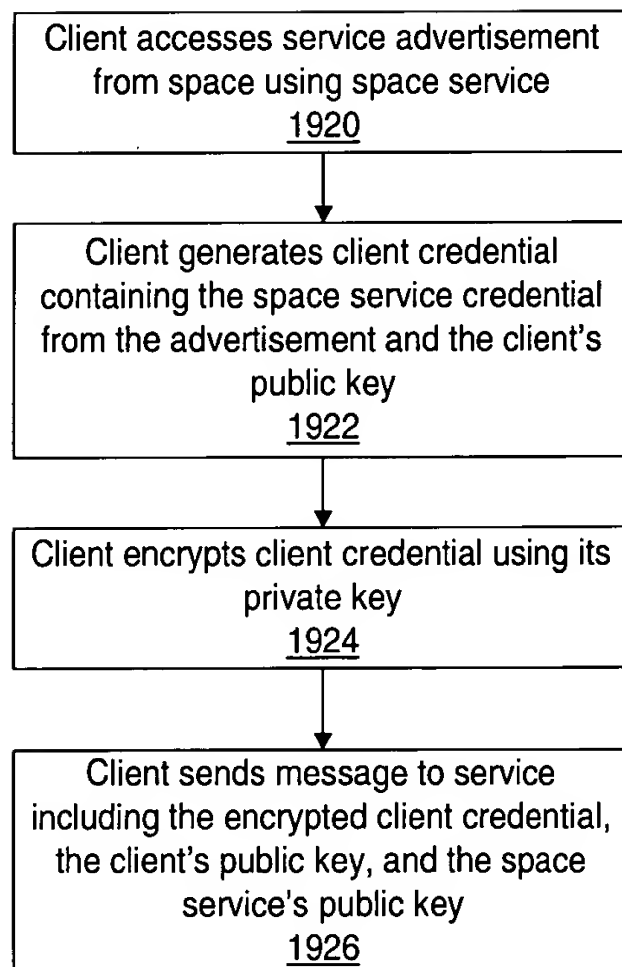 Client accesses service advertisement
from space using space service
1920
Client generates client credential
containing the space service credential
from the advertisement and the client's
public key
1922
Client encrypts client credential using its
private key
1924
Client sends message to service
including the encrypted client credential,
the client's public key, and the space
service's public key
1926